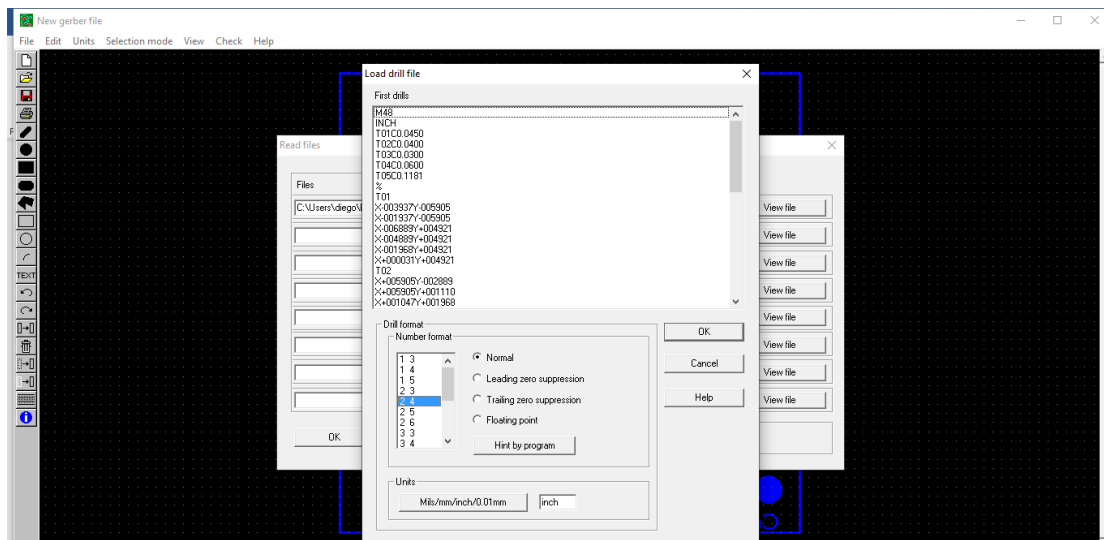 New gerber file
File Edit Units Selection mode View Check Help
Load drill file
First drills
M48
INCH
T01C0.0450
T02C0.0400
T03C0.0300
T04C0.0600
T05C0.1181
%
T01
X-003937Y-005905
X-001937Y-005905
X-006889Y+004921
X-004889Y+004921
X-001968Y+004921
X+000031Y+004921
T02
X+005905Y-002889
X+005905Y+001110
X+001047Y+001968
Read files
Files
C:\Users\diego\
View file
View file
View file
View file
View file
View file
View file
View file
OK
TEXT
Drill format
Number format
1 3
1 4
1 5
2 3
2 4
2 5
2 6
3 3
3 4
Normal
Leading zero suppression
Trailing zero suppression
Floating point
Hint by program
OK
Cancel
Help
Units
Mils/mm/inch/0.01mm
inch